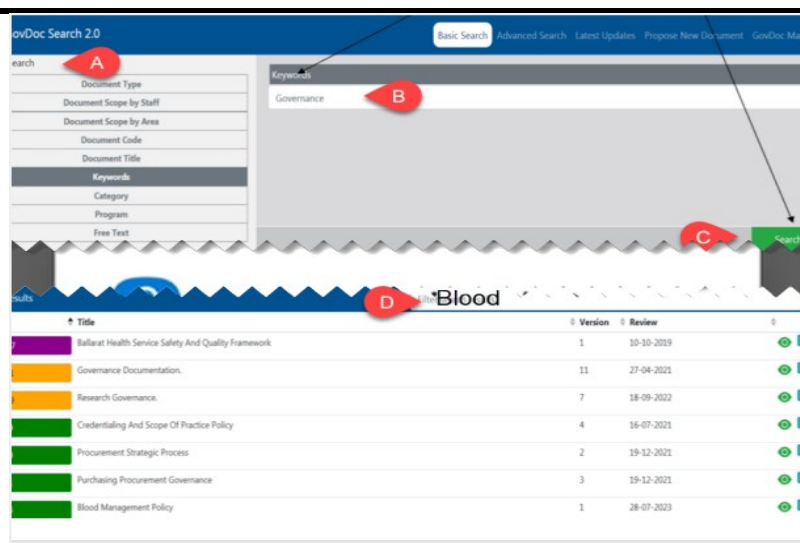 ovDoc Search 2.0 Basic Search Advanced Search Latest Updates Propose New Document GovDoc Ma
earch A
Keywords
Document Type
Governance B
Document Scope by Staff
Document Scope by Area
Document Code
Document Title
Keywords
Category
Program
Free Text
C Search
esults D Filte Blood
Title Version Review
7 Ballarat Health Service Safety And Quality Framework 1 10-10-2019
Governance Documentation. 11 27-04-2021
Research Governance. 7 18-09-2022
Credentialing And Scope Of Practice Policy 4 16-07-2021
Procurement Strategic Process 2 19-12-2021
Purchasing Procurement Governance 3 19-12-2021
Blood Management Policy 1 28-07-2023